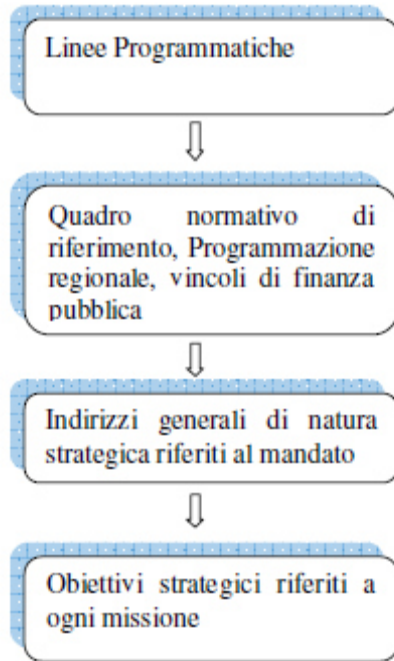 Linee Programmatiche
Quadro normativo di
riferimento, Programmazione
regionale, vincoli di finanza
pubblica
Indirizzi generali di natura
strategica riferiti al mandato
Obiettivi strategici riferiti a
ogni missione